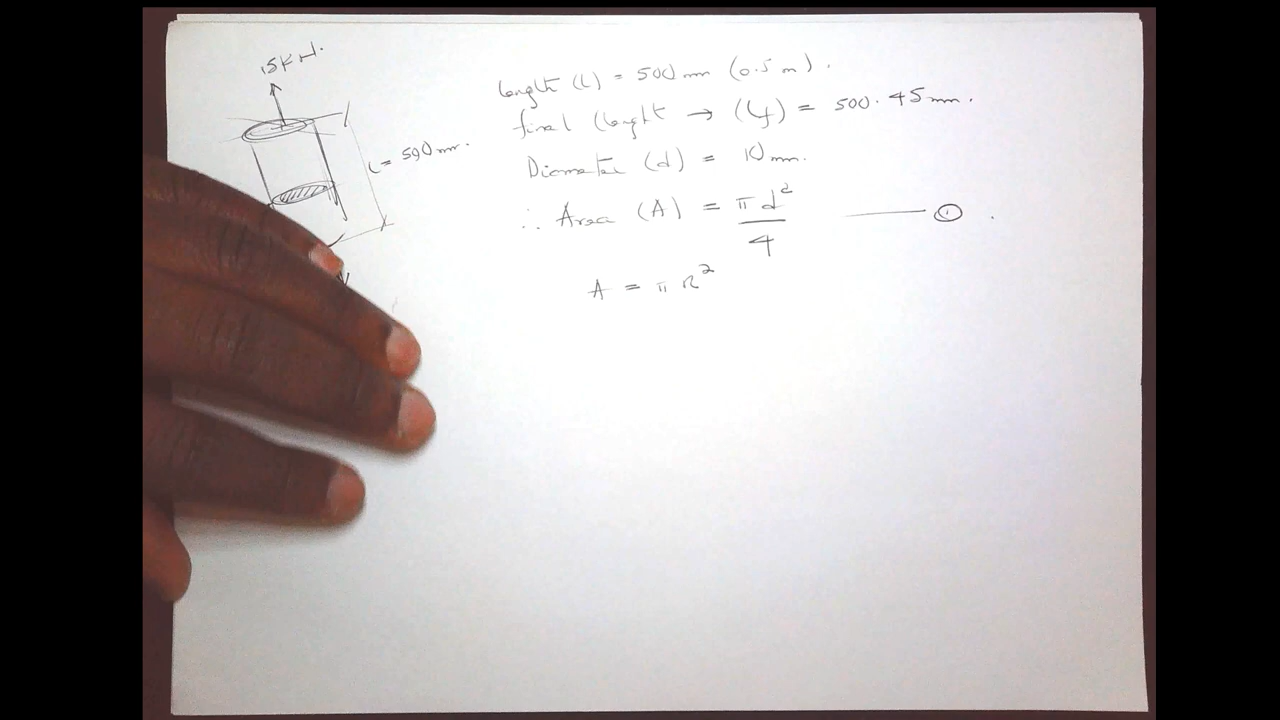 15KN.
L = 500 mm.
Length (L) = 500 mm (0.5 m).
final lenght → (Lf) = 500.45 mm.
Diameter (d) = 10 mm.
∴ Area (A) = πd²/4 ——— ①.
A = πR²